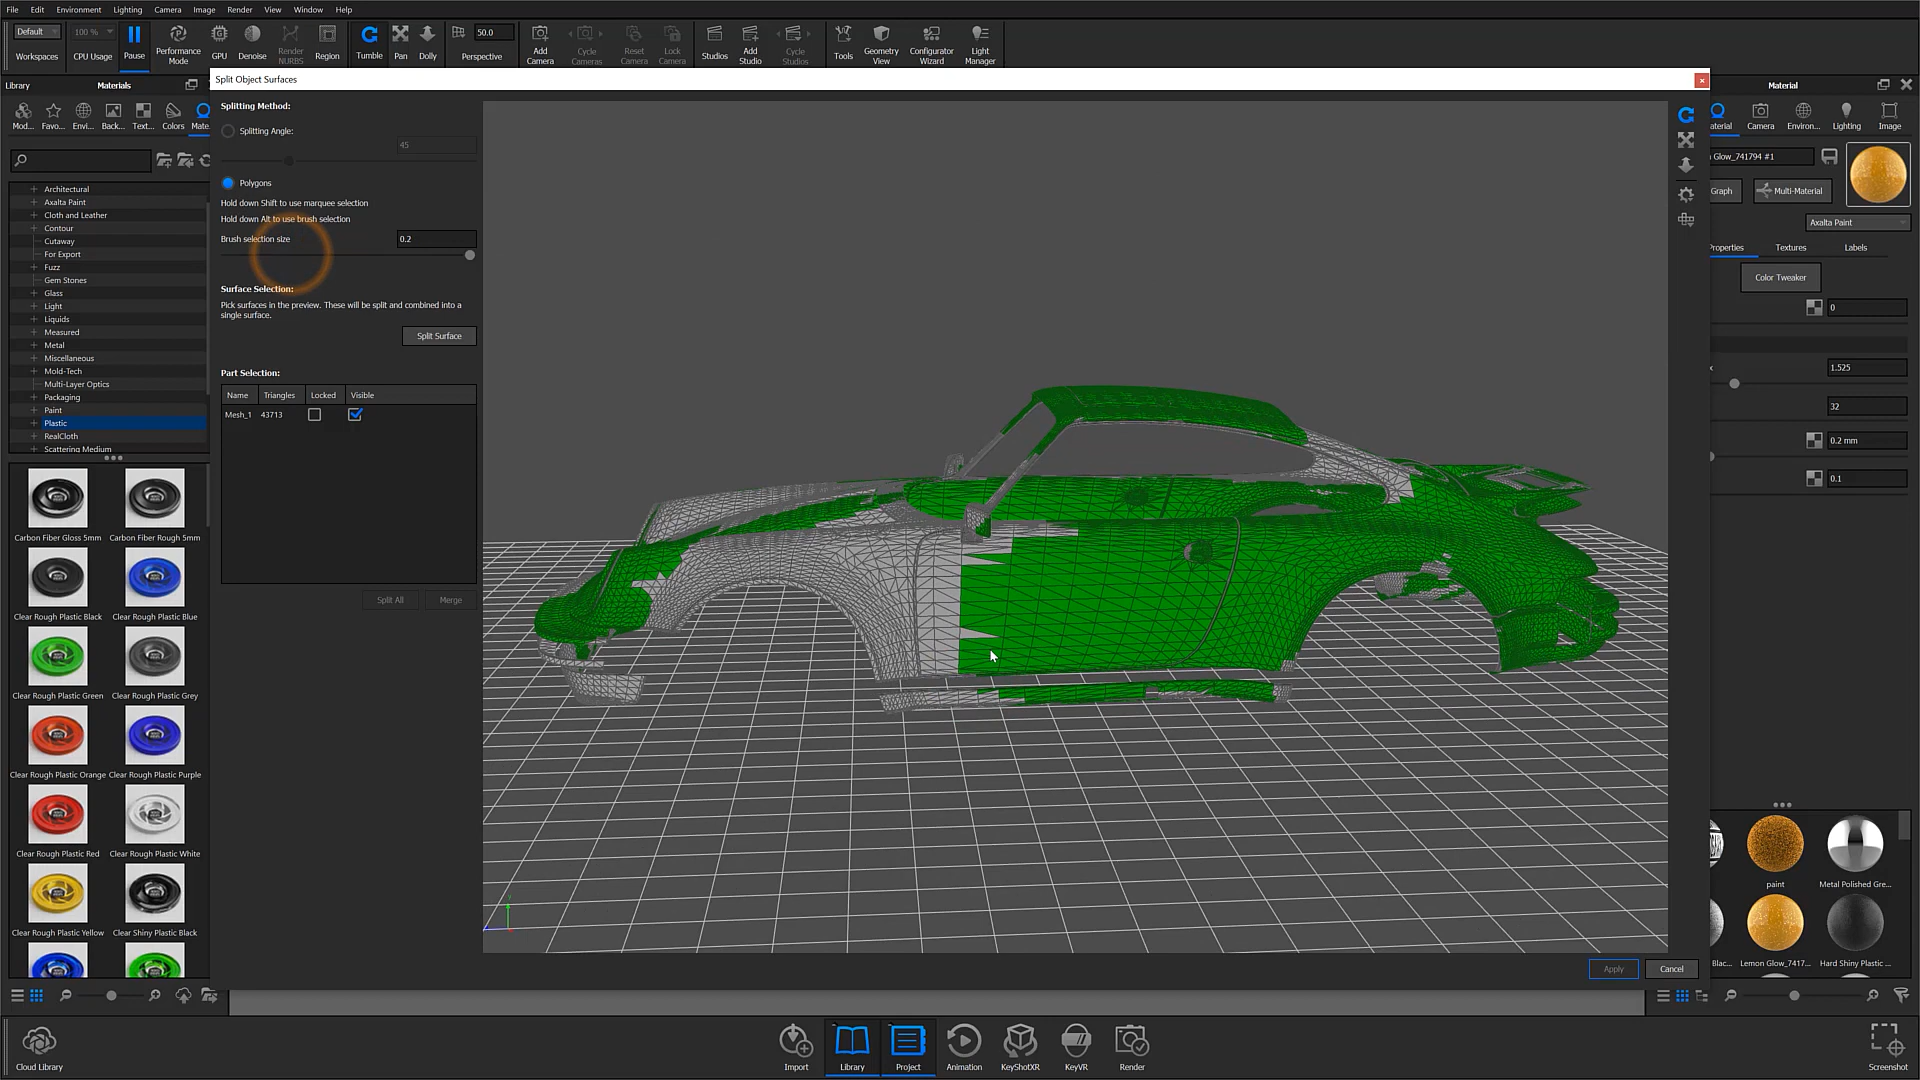 File Edit Environment Lighting Camera Image Render View Window Help
Default 100 % 50.0
Workspaces CPU Usage Pause Performance Mode GPU Denoise Render NURBS Region Tumble Pan Dolly Perspective Add Camera Cycle Cameras Reset Camera Lock Camera Studios Add Studio Cycle Studios Tools Geometry View Configurator Wizard Light Manager
Library Materials
Mod... Favo... Envi... Back... Text... Colors Mate...
Architectural
Axalta Paint
Cloth and Leather
Contour
Cutaway
For Export
Fuzz
Gem Stones
Glass
Light
Liquids
Measured
Metal
Miscellaneous
Mold-Tech
Multi-Layer Optics
Packaging
Paint
Plastic
RealCloth
Scattering Medium
Carbon Fiber Gloss 5mm Carbon Fiber Rough 5mm
Clear Rough Plastic Black Clear Rough Plastic Blue
Clear Rough Plastic Green Clear Rough Plastic Grey
Clear Rough Plastic Orange Clear Rough Plastic Purple
Clear Rough Plastic Red Clear Rough Plastic White
Clear Rough Plastic Yellow Clear Shiny Plastic Black
Split Object Surfaces
Splitting Method:
Splitting Angle:
45
Polygons
Hold down Shift to use marquee selection
Hold down Alt to use brush selection
Brush selection size 0.2
Surface Selection:
Pick surfaces in the preview. These will be split and combined into a
single surface.
Split Surface
Part Selection:
Name Triangles Locked Visible
Mesh_1 43713
Split All Merge
Apply Cancel
Material
aterial Camera Environ... Lighting Image
n Glow_741794 #1
Graph Multi-Material
Axalta Paint
Properties Textures Labels
Color Tweaker
0
x 1.525
32
0.2 mm
0.1
paint Metal Polished Gre...
Blac... Lemon Glow_7417... Hard Shiny Plastic ...
Cloud Library Import Library Project Animation KeyShotXR KeyVR Render Screenshot